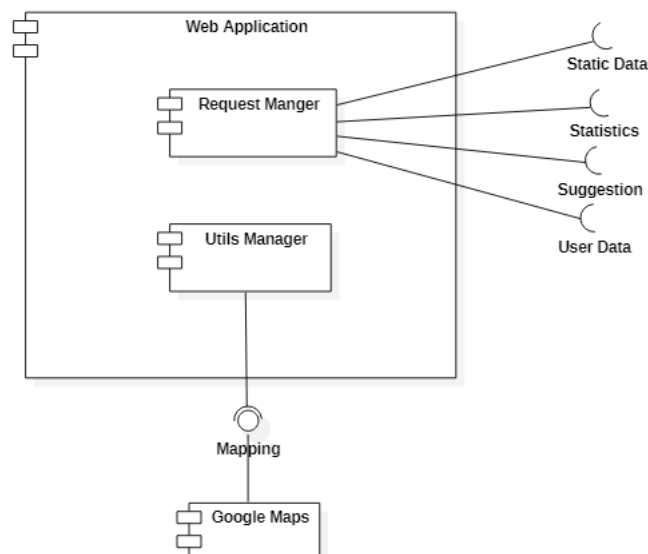 Web Application
Static Data
Request Manger
Statistics
Suggestion
Utils Manager
User Data
Mapping
Google Maps